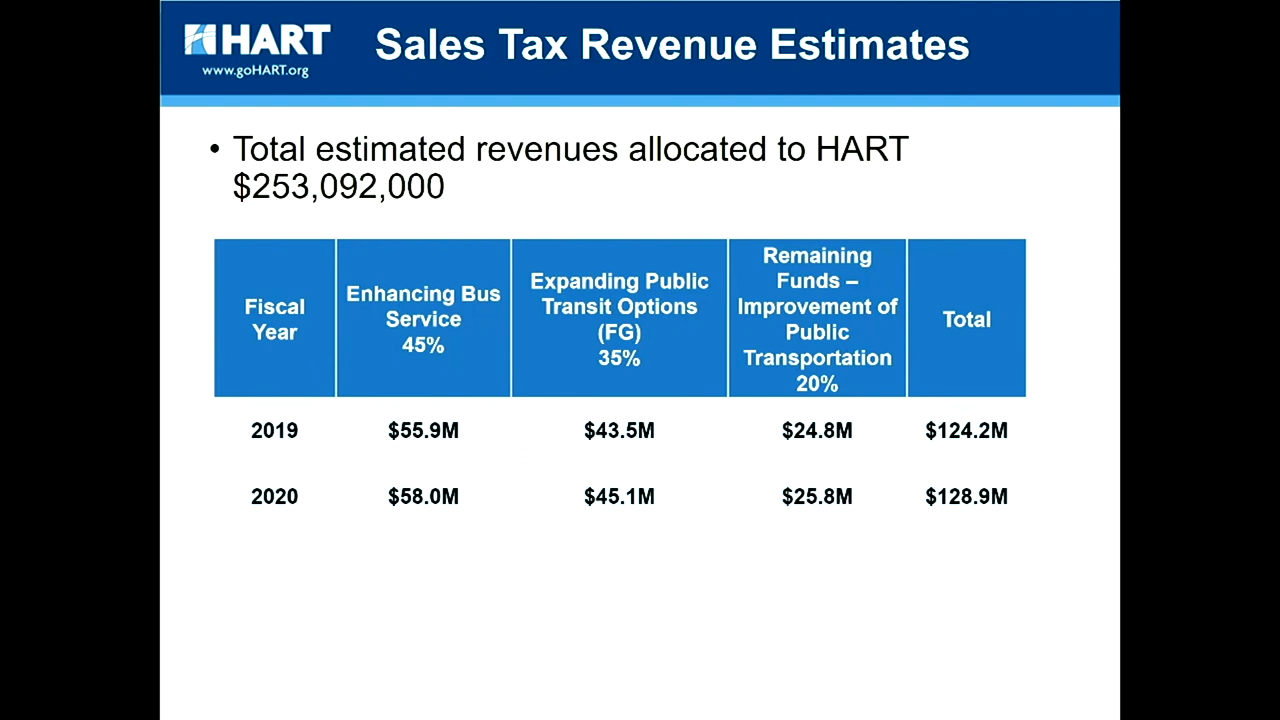 HART
www.goHART.org
Sales Tax Revenue Estimates
• Total estimated revenues allocated to HART
$253,092,000
Fiscal
Year
Enhancing Bus
Service
45%
Expanding Public
Transit Options
(FG)
35%
Remaining
Funds –
Improvement of
Public
Transportation
20%
Total
2019 $55.9M $43.5M $24.8M $124.2M
2020 $58.0M $45.1M $25.8M $128.9M